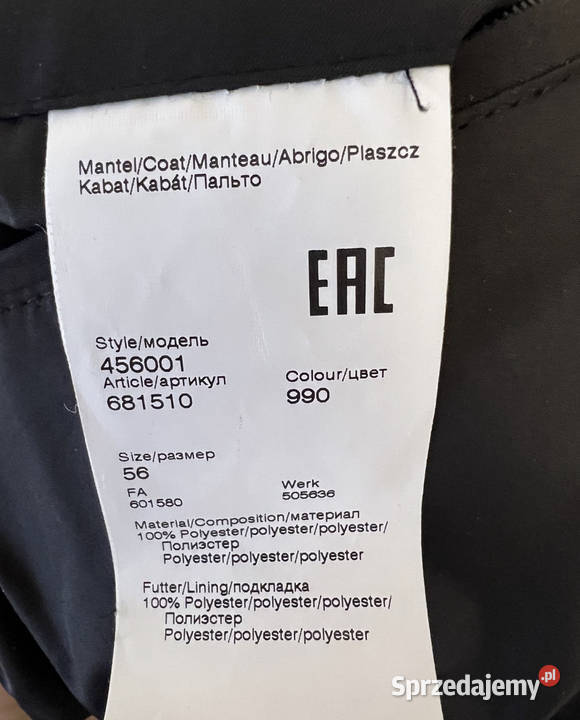 Mantel/Coat/Manteau/Abrigo/Plaszcz
Kabat/Kabát/Пальто
EAC
Style/модель
456001
Article/артикул
681510
Colour/цвет
990
Size/размер
56
FA
601580
Werk
505636
Material/Composition/материал
100% Polyester/polyester/polyester/
Полиэстер
Polyester/polyester/polyester
Futter/Lining/подкладка
100% Polyester/polyester/polyester/
Полиэстер
Polyester/polyester/polyester
Sprzedajemy.pl